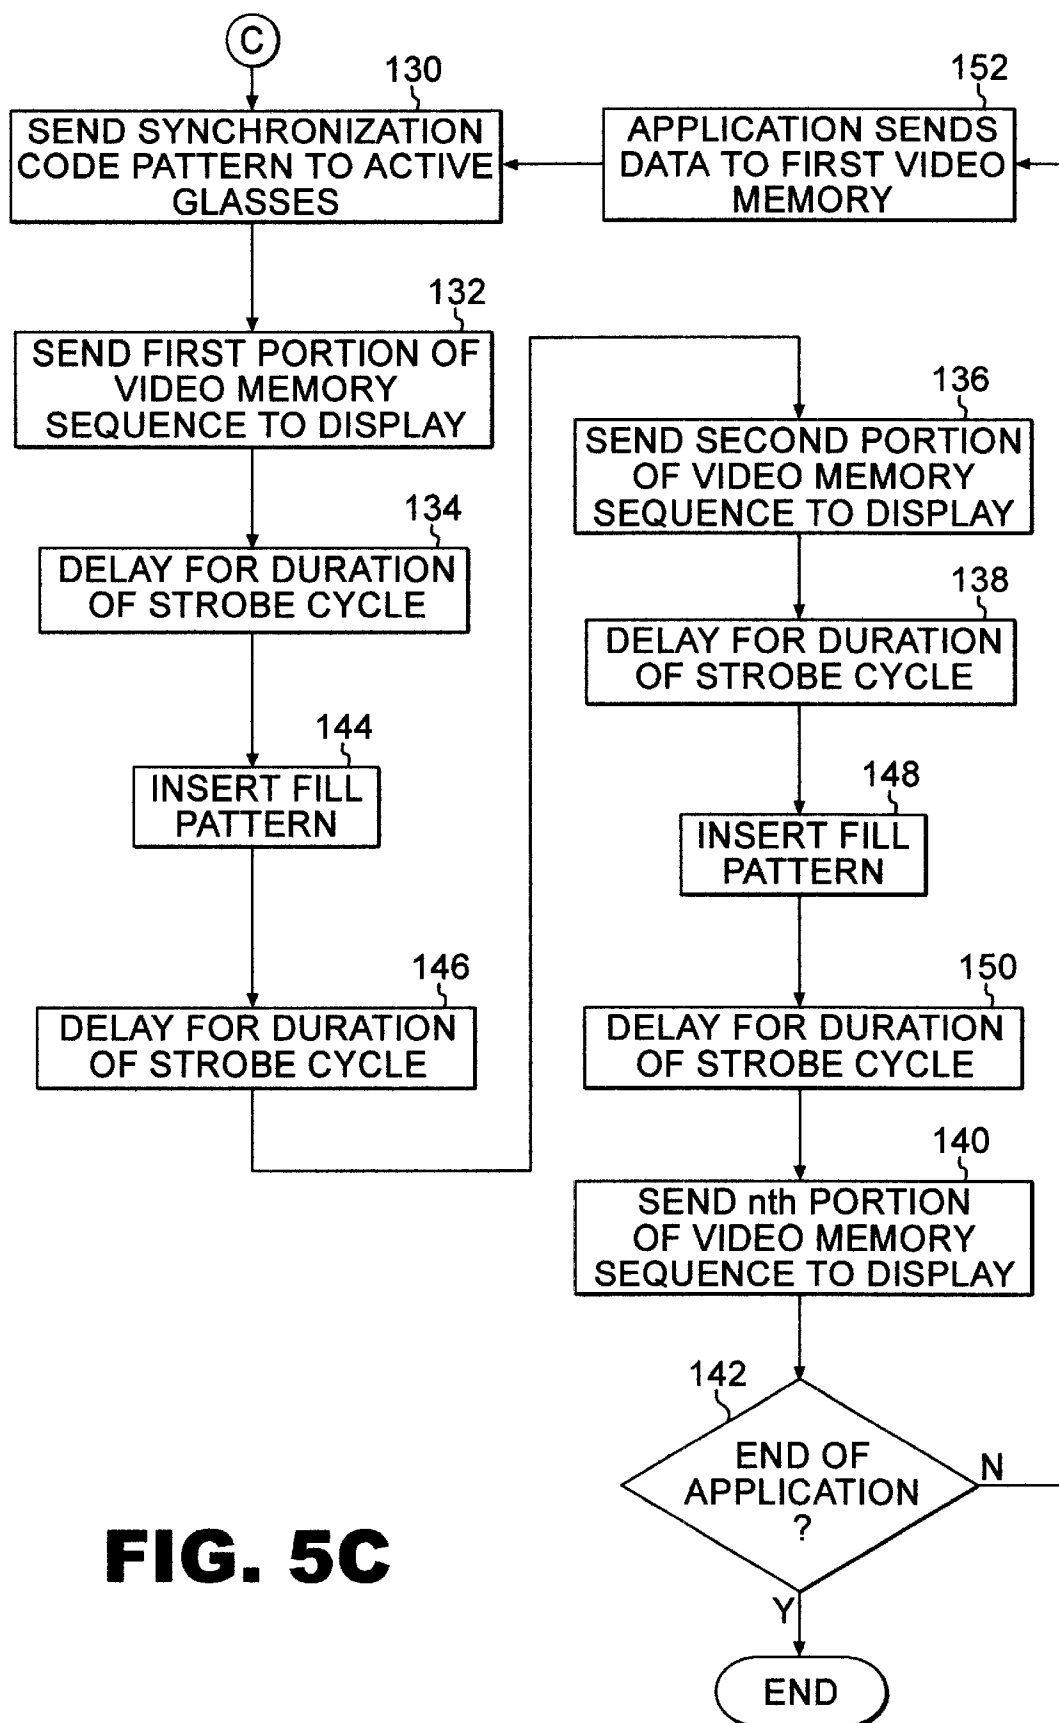 C
130
SEND SYNCHRONIZATION
CODE PATTERN TO ACTIVE
GLASSES
152
APPLICATION SENDS
DATA TO FIRST VIDEO
MEMORY
132
SEND FIRST PORTION OF
VIDEO MEMORY
SEQUENCE TO DISPLAY
134
DELAY FOR DURATION
OF STROBE CYCLE
144
INSERT FILL
PATTERN
146
DELAY FOR DURATION
OF STROBE CYCLE
136
SEND SECOND PORTION
OF VIDEO MEMORY
SEQUENCE TO DISPLAY
138
DELAY FOR DURATION
OF STROBE CYCLE
148
INSERT FILL
PATTERN
150
DELAY FOR DURATION
OF STROBE CYCLE
140
SEND nth PORTION
OF VIDEO MEMORY
SEQUENCE TO DISPLAY
142
END OF
APPLICATION
?
N
Y
END
FIG. 5C